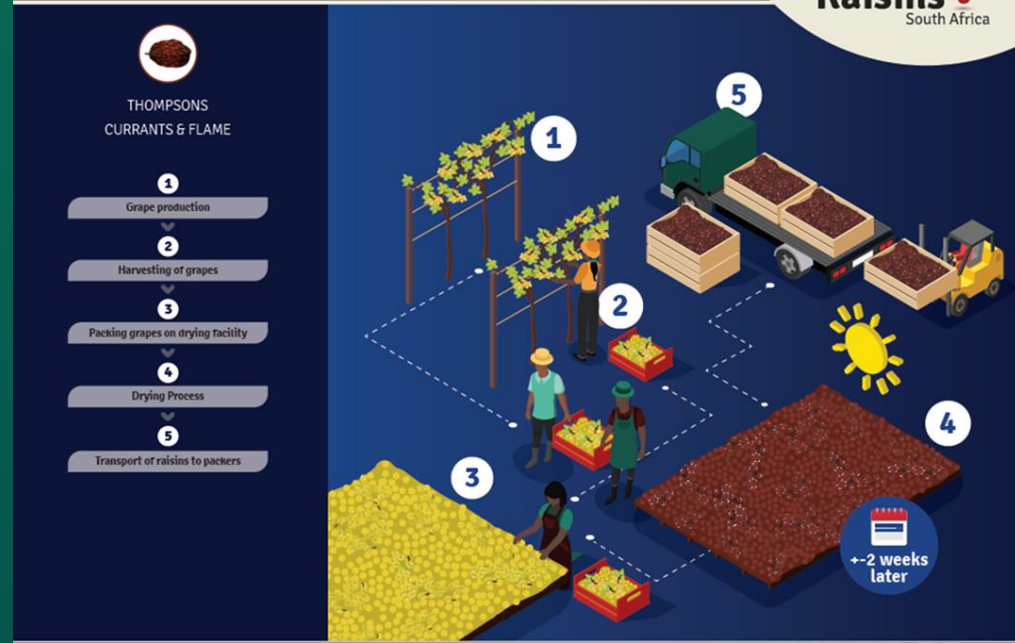 Raisins
South Africa
THOMPSONS
CURRANTS & FLAME
1
Grape production
2
Harvesting of grapes
3
Packing grapes on drying facitity
4
Drying Process
5
Transport of raisins to packers
1
2
3
4
5
+-2 weeks
later